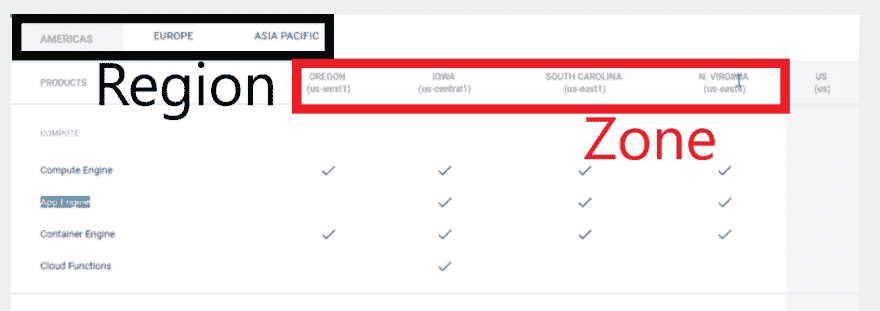 AMERICAS EUROPE ASIA PACIFIC
Region
PRODUCTS OREGON IOWA SOUTH CAROLINA N. VIRGINIA US
(us-west1) (us-central1) (us-east1) (us-east4) (us)
Zone
COMPUTE
Compute Engine
App Engine
Container Engine
Cloud Functions